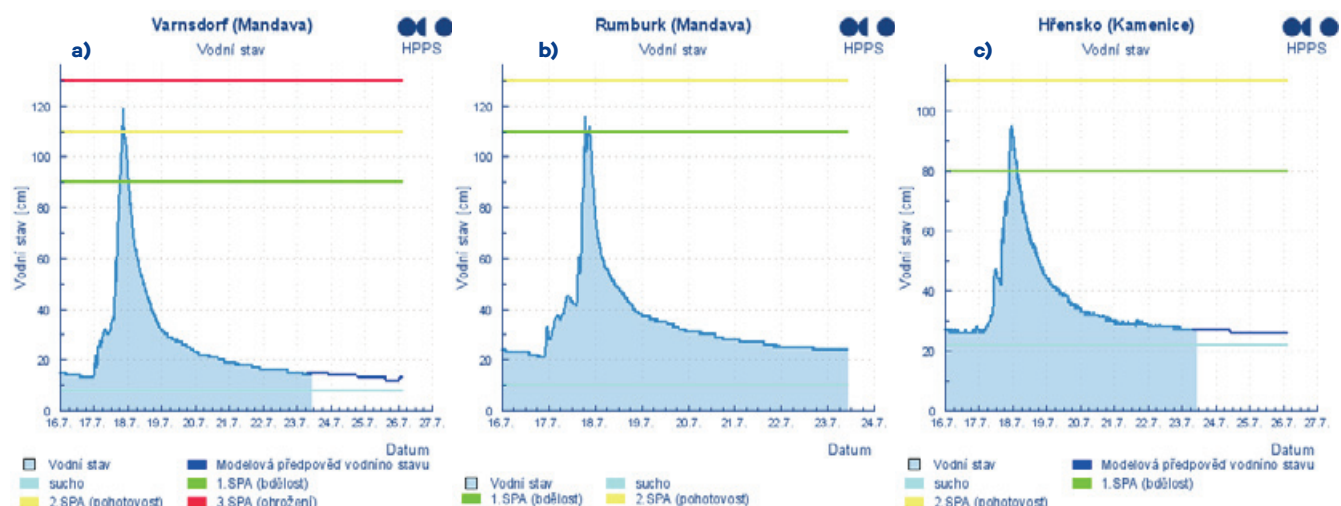 a)
Varnsdorf (Mandava)
Vodní stav
HPPS
Vodní stav [cm]
120
100
80
60
40
20
0
16.7. 17.7. 18.7. 19.7. 20.7. 21.7. 22.7. 23.7. 24.7. 25.7. 26.7. 27.7.
Datum
Vodní stav
Modelová předpověď vodního stavu
sucho
1.SPA (bdělost)
2.SPA (pohotovost)
3.SPA (ohrožení)
b)
Rumburk (Mandava)
Vodní stav
HPPS
Vodní stav [cm]
120
100
80
60
40
20
0
16.7. 17.7. 18.7. 19.7. 20.7. 21.7. 22.7. 23.7. 24.7.
Datum
Vodní stav
sucho
1.SPA (bdělost)
2.SPA (pohotovost)
c)
Hřensko (Kamenice)
Vodní stav
HPPS
Vodní stav [cm]
100
80
60
40
20
0
16.7. 17.7. 18.7. 19.7. 20.7. 21.7. 22.7. 23.7. 24.7. 25.7. 26.7. 27.7.
Datum
Vodní stav
Modelová předpověď vodního stavu
sucho
1.SPA (bdělost)
2.SPA (pohotovost)